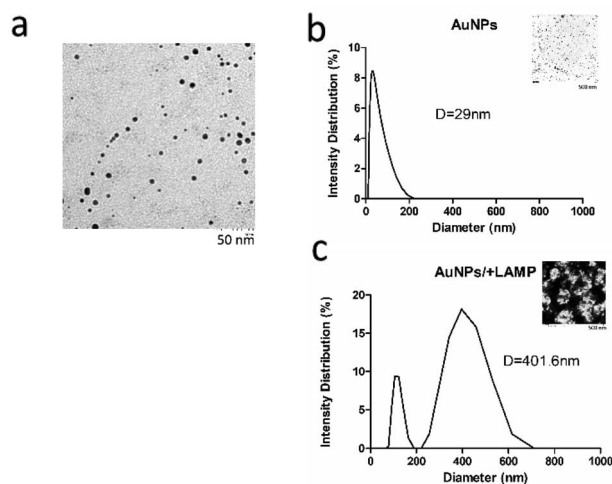 a
50 nm
b
AuNPs
500 nm
Intensity Distribution (%)
10
8
6
4
2
0
D=29nm
0 200 400 600 800 1000
Diameter (nm)
c
AuNPs/+LAMP
500 nm
Intensity Distribution (%)
20
15
10
5
0
D=401.6nm
0 200 400 600 800 1000
Diameter (nm)